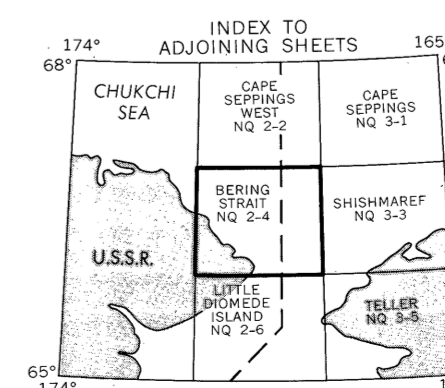 INDEX TO
ADJOINING SHEETS
174°
165
68°
CHUKCHI
SEA
CAPE
SEPPINGS
WEST
NQ 2-2
CAPE
SEPPINGS
NQ 3-1
BERING
STRAIT
NQ 2-4
SHISHMAREF
NQ 3-3
U.S.S.R.
LITTLE
DIOMEDE
ISLAND
NQ 2-6
TELLER
NQ 3-5
65°
174°